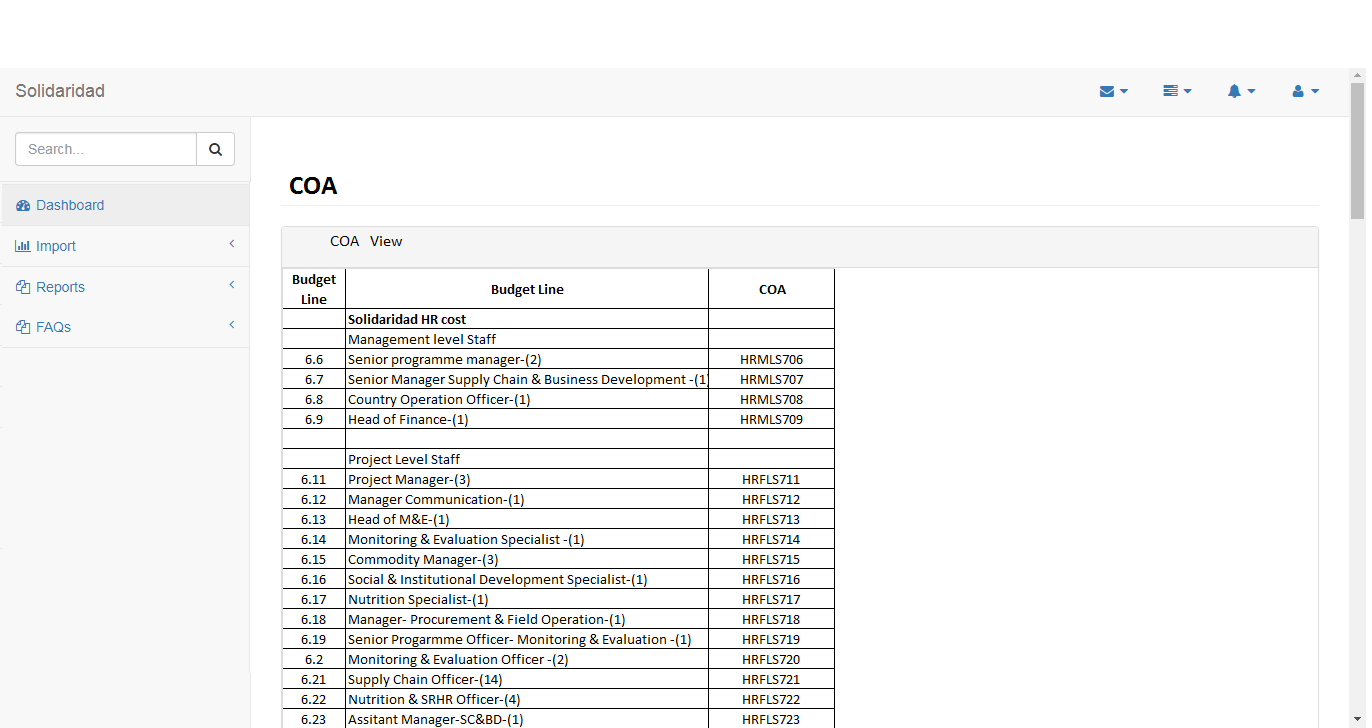 Solidaridad
Search...
Dashboard
Import
Reports
FAQs
COA
COA View
Budget Line Budget Line COA
Solidaridad HR cost
Management level Staff
6.6 Senior programme manager-(2) HRMLS706
6.7 Senior Manager Supply Chain & Business Development -(1) HRMLS707
6.8 Country Operation Officer-(1) HRMLS708
6.9 Head of Finance-(1) HRMLS709
Project Level Staff
6.11 Project Manager-(3) HRFLS711
6.12 Manager Communication-(1) HRFLS712
6.13 Head of M&E-(1) HRFLS713
6.14 Monitoring & Evaluation Specialist -(1) HRFLS714
6.15 Commodity Manager-(3) HRFLS715
6.16 Social & Institutional Development Specialist-(1) HRFLS716
6.17 Nutrition Specialist-(1) HRFLS717
6.18 Manager- Procurement & Field Operation-(1) HRFLS718
6.19 Senior Progarmme Officer- Monitoring & Evaluation -(1) HRFLS719
6.2 Monitoring & Evaluation Officer -(2) HRFLS720
6.21 Supply Chain Officer-(14) HRFLS721
6.22 Nutrition & SRHR Officer-(4) HRFLS722
6.23 Assitant Manager-SC&BD-(1) HRFLS723